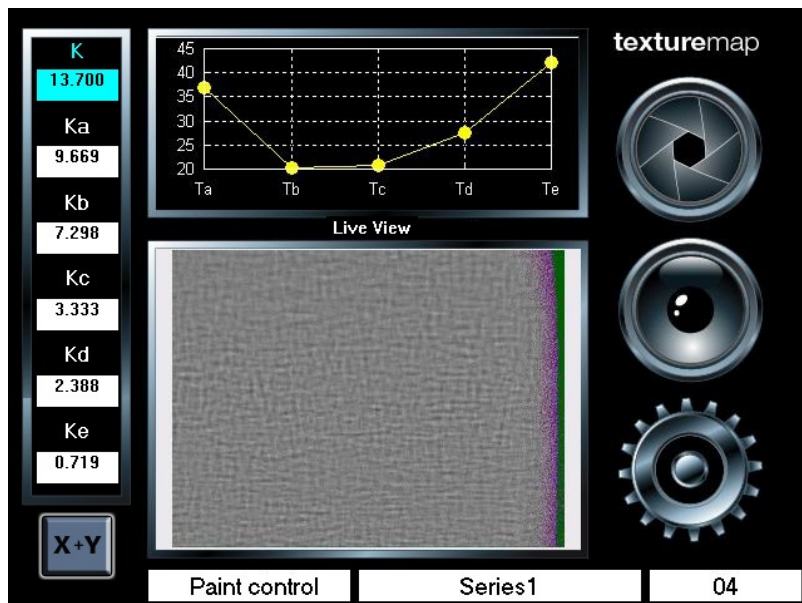 K
13.700
Ka
9.669
Kb
7.298
Kc
3.333
Kd
2.388
Ke
0.719
X+Y
45
40
35
30
25
20
Ta Tb Tc Td Te
Live View
texturemap
Paint control Series1 04